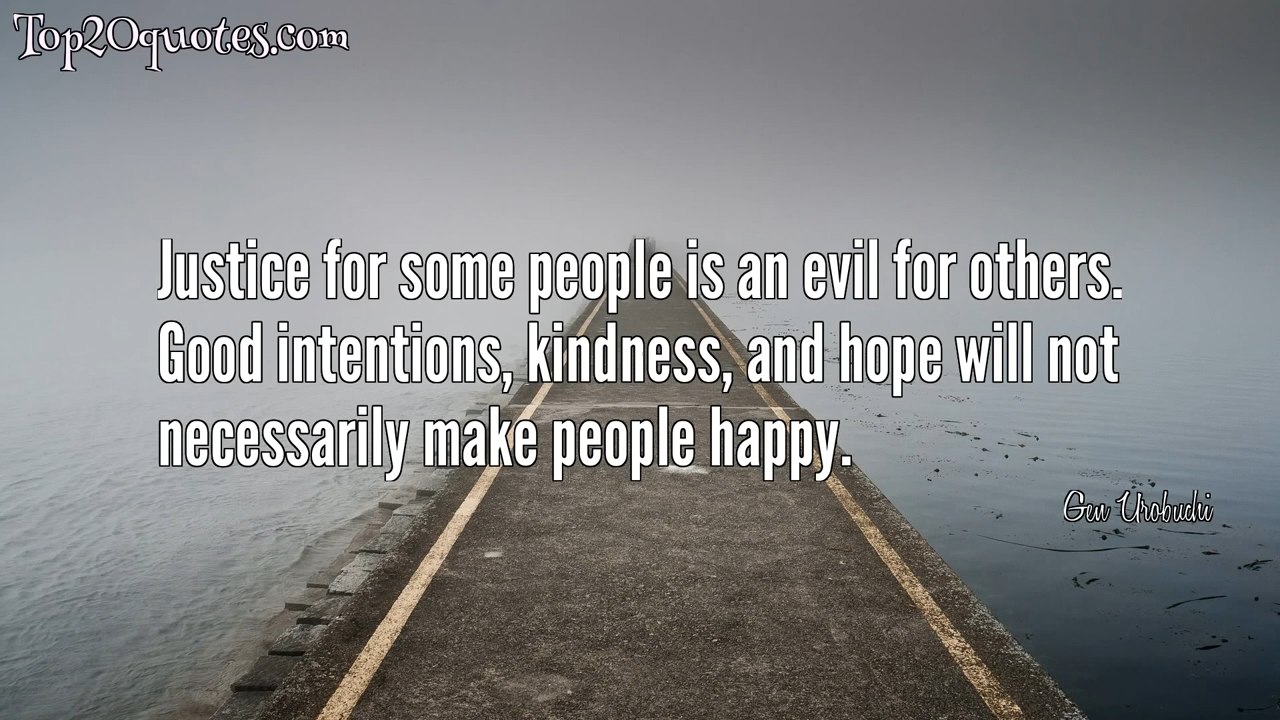 Top20quotes.com
Justice for some people is an evil for others.
Good intentions, kindness, and hope will not
necessarily make people happy.
Gen Urobuchi